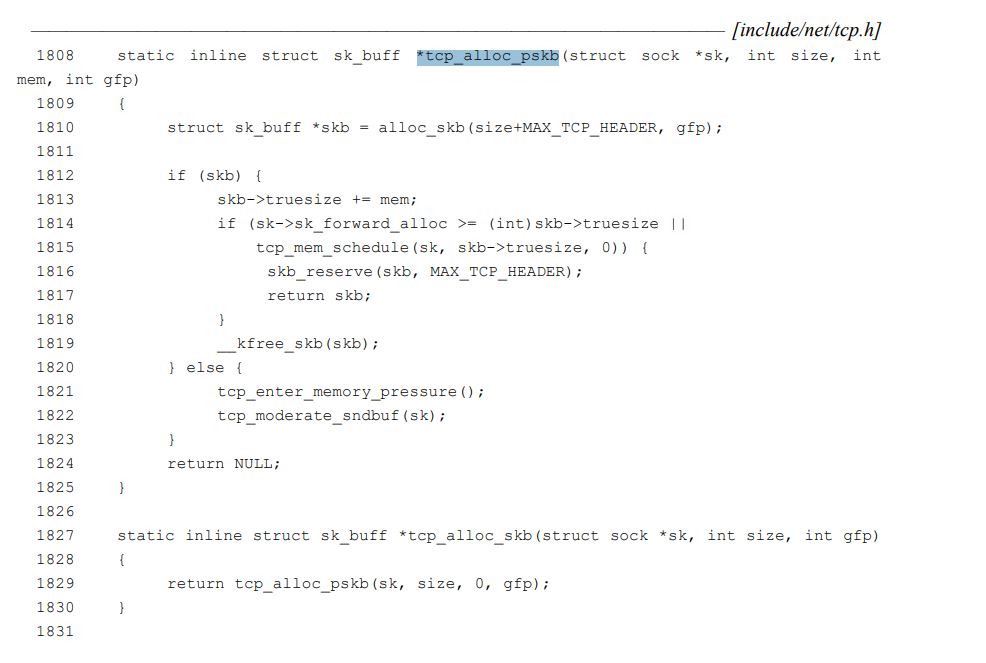 [include/net/tcp.h]
1808 static inline struct sk_buff *tcp_alloc_pskb(struct sock *sk, int size, int
mem, int gfp)
1809 {
1810 struct sk_buff *skb = alloc_skb(size+MAX_TCP_HEADER, gfp);
1811
1812 if (skb) {
1813 skb->truesize += mem;
1814 if (sk->sk_forward_alloc >= (int)skb->truesize ||
1815 tcp_mem_schedule(sk, skb->truesize, 0)) {
1816 skb_reserve(skb, MAX_TCP_HEADER);
1817 return skb;
1818 }
1819 __kfree_skb(skb);
1820 } else {
1821 tcp_enter_memory_pressure();
1822 tcp_moderate_sndbuf(sk);
1823 }
1824 return NULL;
1825 }
1826
1827 static inline struct sk_buff *tcp_alloc_skb(struct sock *sk, int size, int gfp)
1828 {
1829 return tcp_alloc_pskb(sk, size, 0, gfp);
1830 }
1831